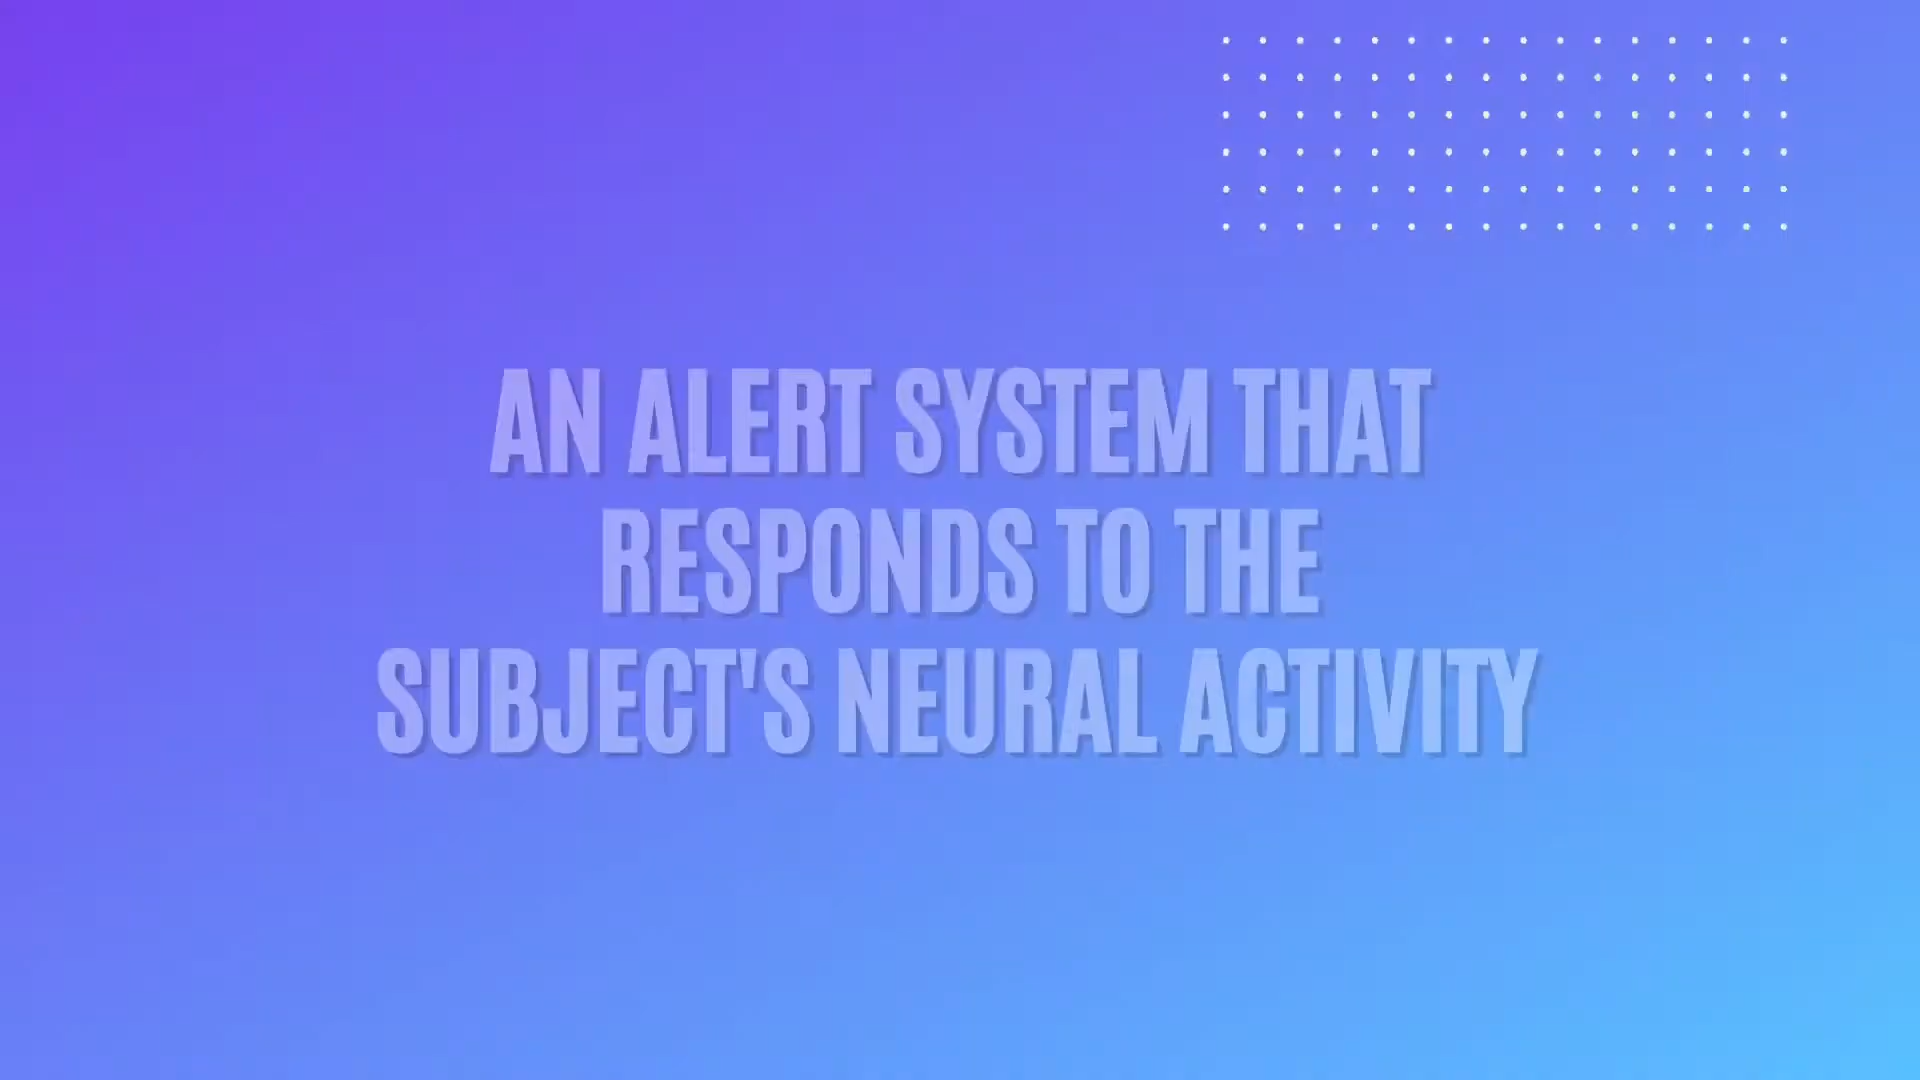 AN ALERT SYSTEM THAT
RESPONDS TO THE
SUBJECT'S NEURAL ACTIVITY